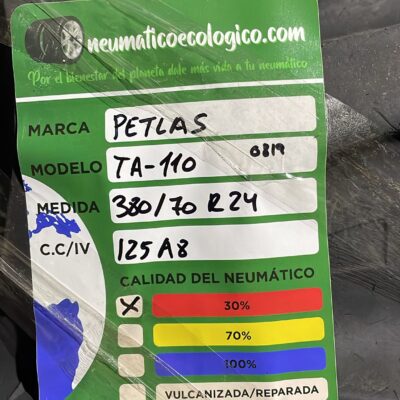 neumaticoecologico.com
Por el bienestar del planeta date más vida a tu neumático
MARCA PETLAS
MODELO TA-110 0819
MEDIDA 380/70 R24
C.C/IV 125 A8
CALIDAD DEL NEUMÁTICO
X 30%
70%
100%
VULCANIZADA/REPARADA